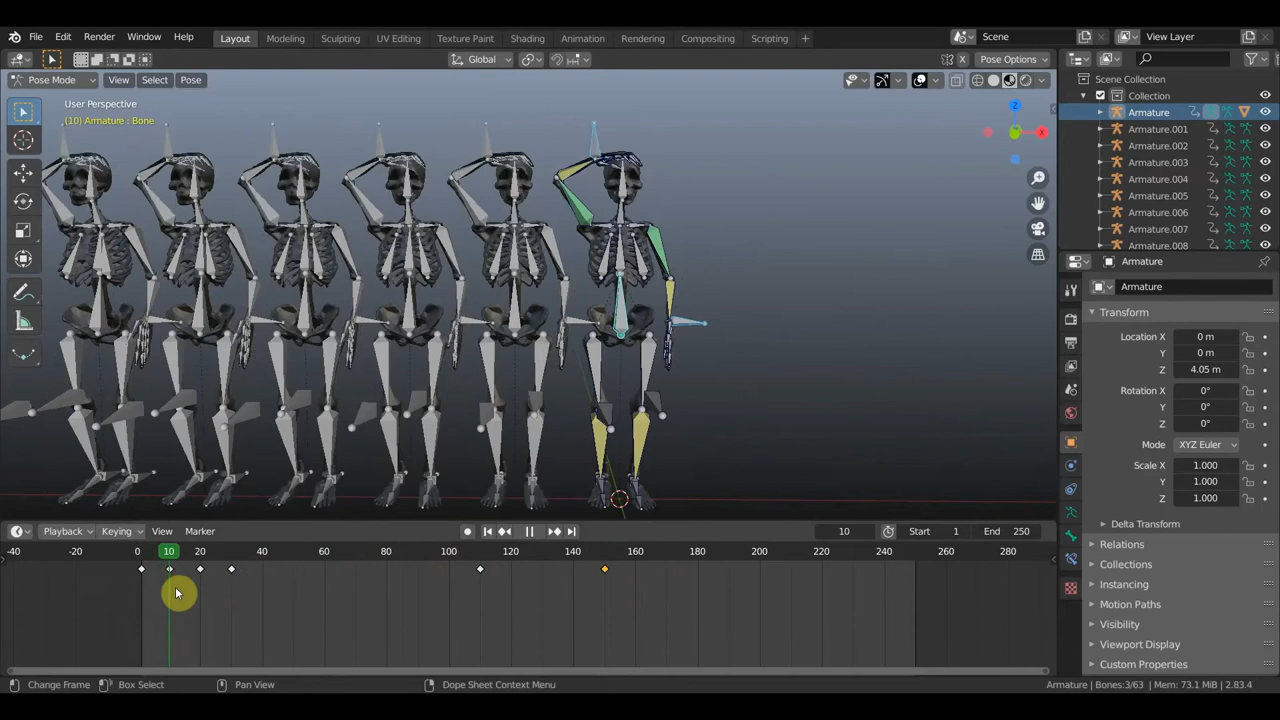 File Edit Render Window Help Layout Modeling Sculpting UV Editing Texture Paint Shading Animation Rendering Compositing Scripting + Scene View Layer
Global X Pose Options
Pose Mode View Select Pose
User Perspective
(10) Armature : Bone
Z
X
Scene Collection
Collection
Armature
Armature.001
Armature.002
Armature.003
Armature.004
Armature.005
Armature.006
Armature.007
Armature.008
Armature
Armature
Transform
Location X 0 m
Y 0 m
Z 4.05 m
Rotation X 0°
Y 0°
Z 0°
Mode XYZ Euler
Scale X 1.000
Y 1.000
Z 1.000
Delta Transform
Relations
Collections
Instancing
Motion Paths
Visibility
Viewport Display
Custom Properties
Playback Keying View Marker 10 Start 1 End 250
-40 -20 0 10 20 40 60 80 100 120 140 160 180 200 220 240 260 280
Change Frame Box Select Pan View Dope Sheet Context Menu Armature | Bones:3/63 | Mem: 73.1 MiB | 2.83.4